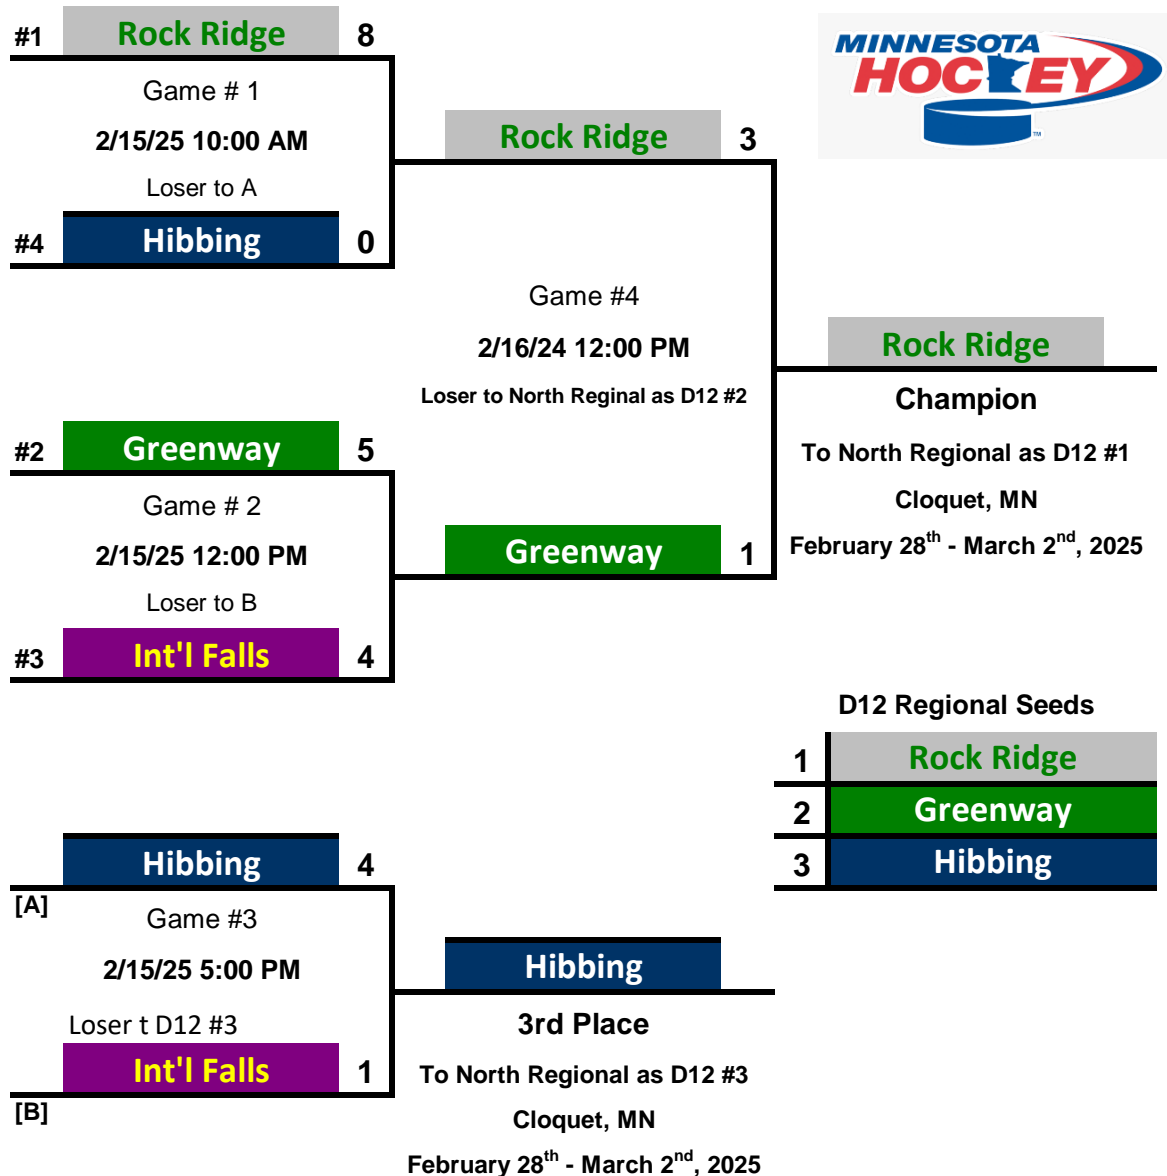 #1 Rock Ridge 8
Game # 1
2/15/25 10:00 AM
Loser to A
#4 Hibbing 0
MINNESOTA
HOCKEY
TM
Rock Ridge 3
Game #4
2/16/24 12:00 PM
Loser to North Reginal as D12 #2
Greenway 1
#2 Greenway 5
Game # 2
2/15/25 12:00 PM
Loser to B
#3 Int'l Falls 4
Rock Ridge
Champion
To North Regional as D12 #1
Cloquet, MN
February 28th - March 2nd, 2025
D12 Regional Seeds
1 Rock Ridge
2 Greenway
3 Hibbing
Hibbing 4
[A]
Game #3
2/15/25 5:00 PM
Loser t D12 #3
Int'l Falls 1
[B]
Hibbing
3rd Place
To North Regional as D12 #3
Cloquet, MN
February 28th - March 2nd, 2025